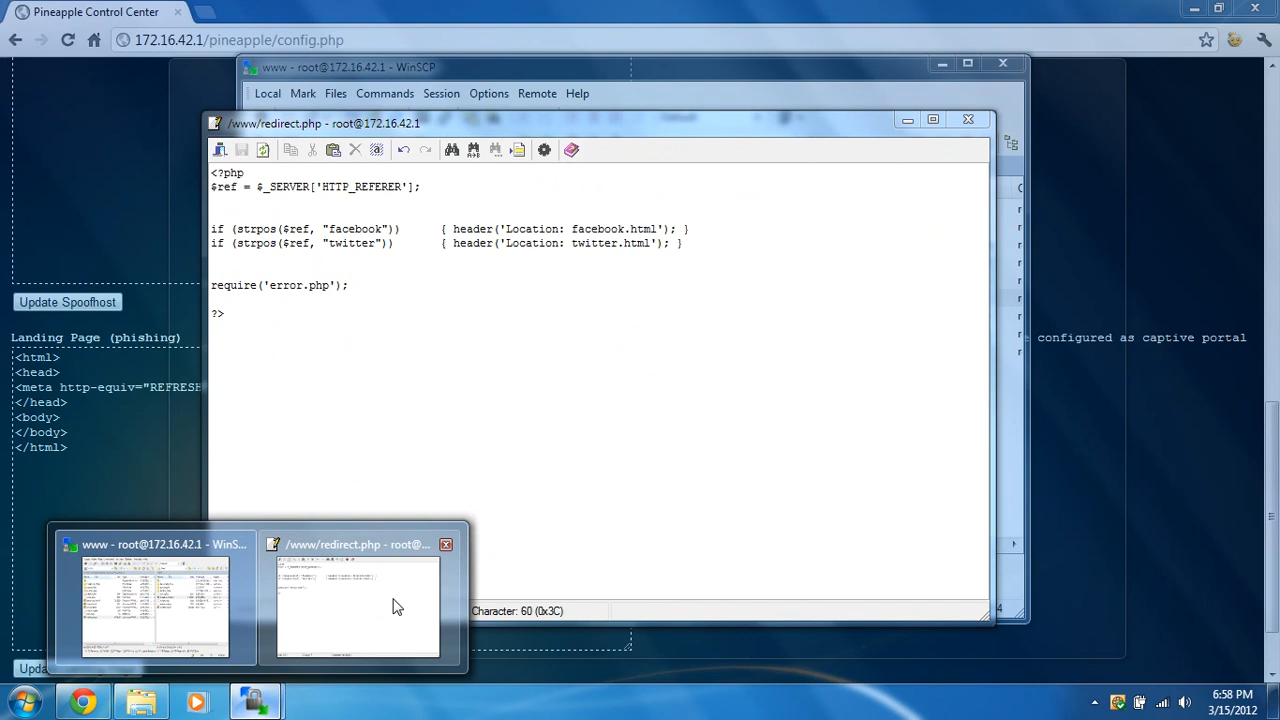 Pineapple Control Center
172.16.42.1/pineapple/config.php
www - root@172.16.42.1 - WinSCP
Local Mark Files Commands Session Options Remote Help
/www/redirect.php - root@172.16.42.1
<?php
$ref = $_SERVER['HTTP_REFERER'];
if (strpos($ref, "facebook")) { header('Location: facebook.html'); }
if (strpos($ref, "twitter")) { header('Location: twitter.html'); }
require('error.php');
?>
Update Spoofhost
Landing Page (phishing)
configured as captive portal
<html>
<head>
<meta http-equiv="REFRESH
</head>
<body>
</body>
</html>
www - root@172.16.42.1 - WinS...
/www/redirect.php - root@...
Character: 60 (0x3C)
4
Upda
6:58 PM
3/15/2012